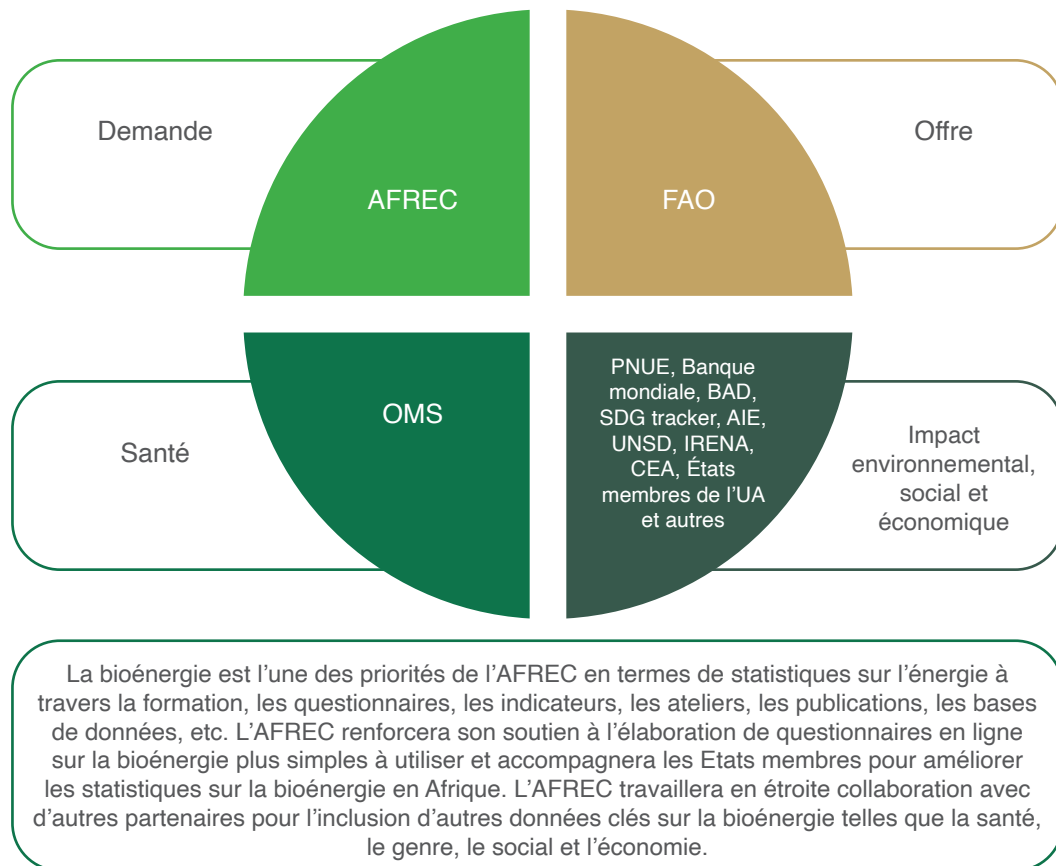 Demande
AFREC
FAO
Offre
Santé
OMS
PNUE, Banque
mondiale, BAD,
SDG tracker, AIE,
UNSD, IRENA,
CEA, États
membres de l’UA
et autres
Impact
environnemental,
social et
économique
La bioénergie est l’une des priorités de l’AFREC en termes de statistiques sur l’énergie à
travers la formation, les questionnaires, les indicateurs, les ateliers, les publications, les bases
de données, etc. L’AFREC renforcera son soutien à l’élaboration de questionnaires en ligne
sur la bioénergie plus simples à utiliser et accompagnera les Etats membres pour améliorer
les statistiques sur la bioénergie en Afrique. L’AFREC travaillera en étroite collaboration avec
d’autres partenaires pour l’inclusion d’autres données clés sur la bioénergie telles que la santé,
le genre, le social et l’économie.